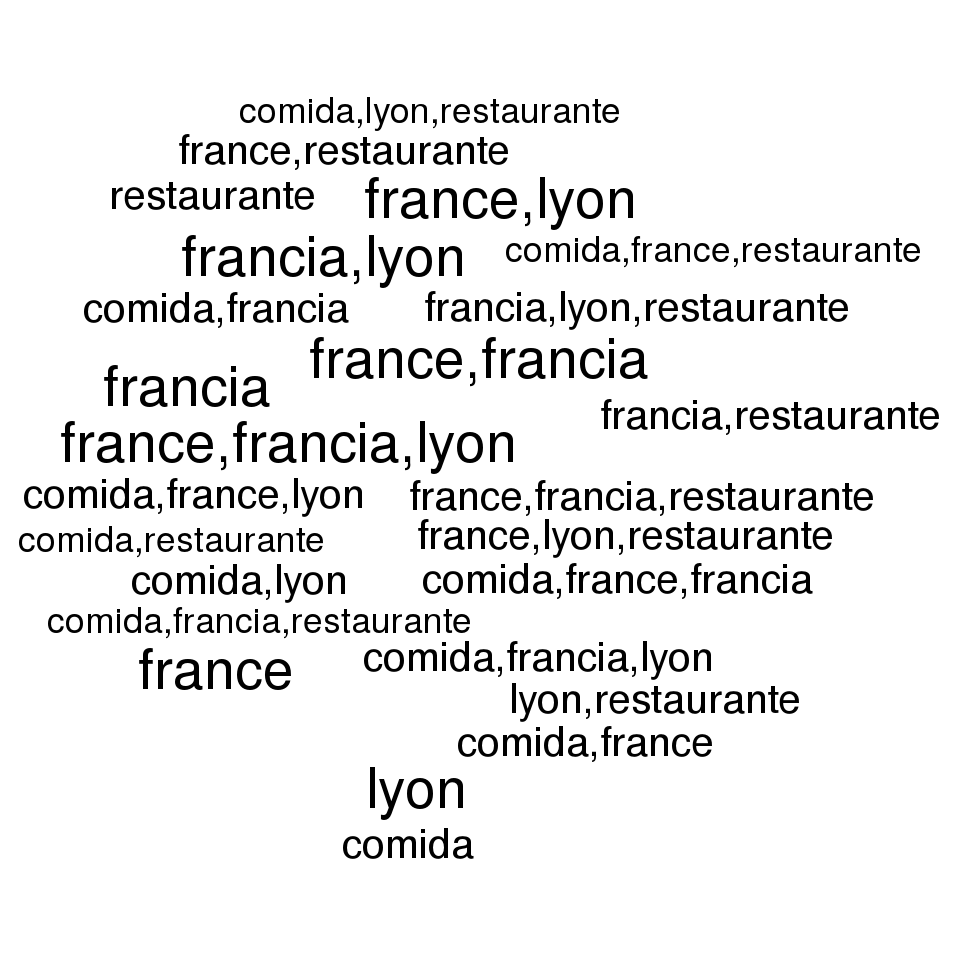 comida,lyon,restaurante
france,restaurante
restaurante
france,lyon
francia,lyon
comida,france,restaurante
comida,francia
francia,lyon,restaurante
france,francia
francia
francia,restaurante
france,francia,lyon
comida,france,lyon
france,francia,restaurante
comida,restaurante
france,lyon,restaurante
comida,lyon
comida,france,francia
comida,francia,restaurante
france
comida,francia,lyon
lyon,restaurante
comida,france
lyon
comida